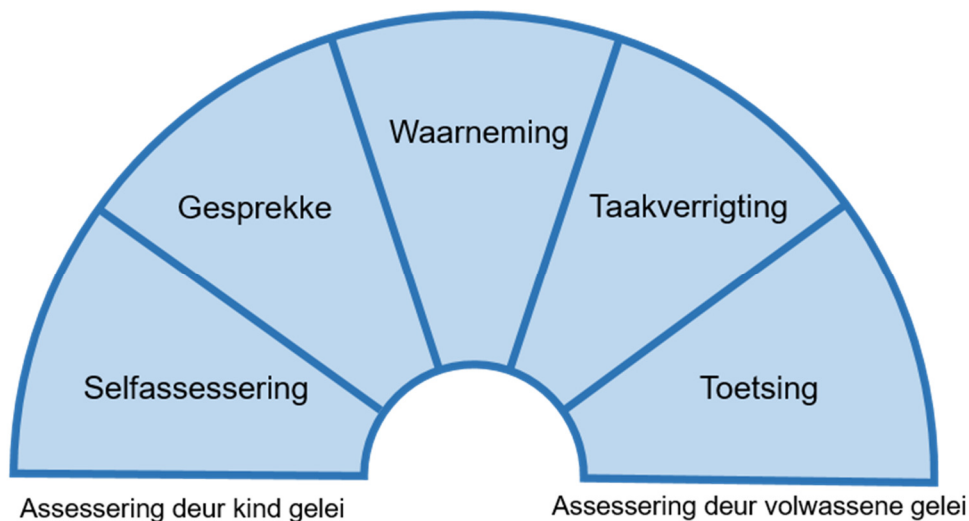 Waarneming
Gesprekke
Taakverrigting
Selfassessering
Toetsing
Assessering deur kind gelei
Assessering deur volwassene gelei